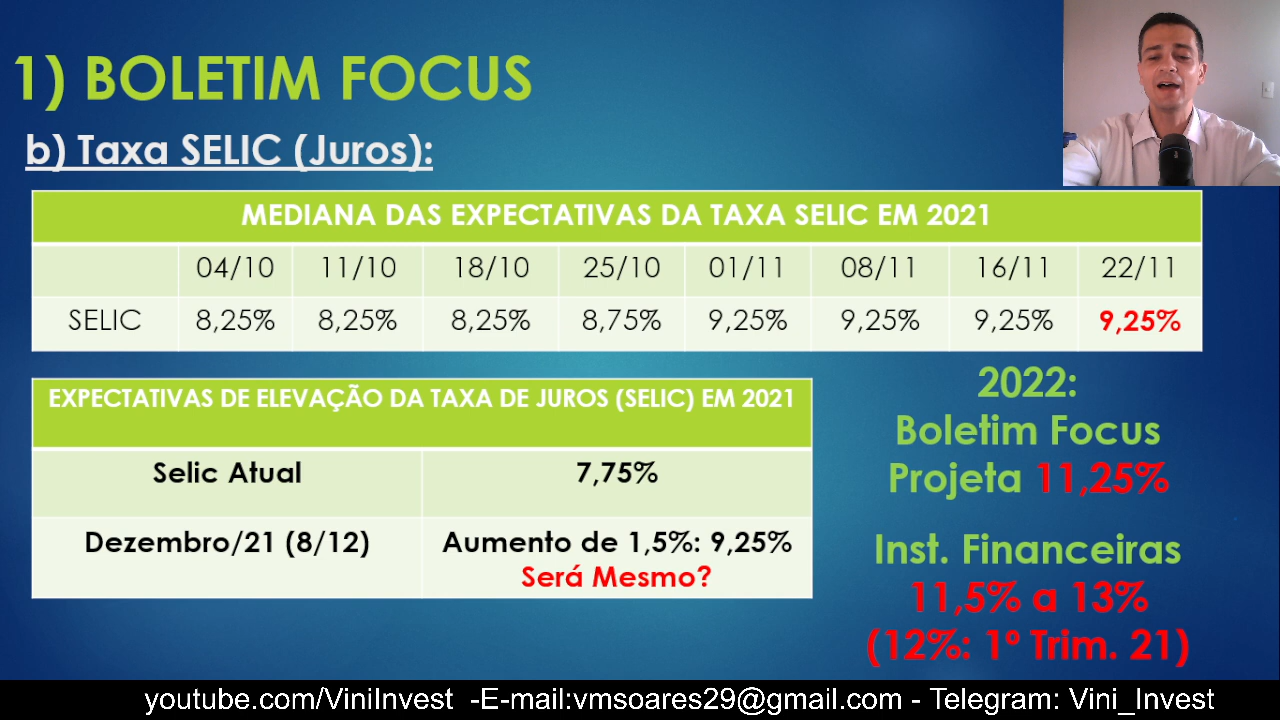 1) BOLETIM FOCUS
b) Taxa SELIC (Juros):
MEDIANA DAS EXPECTATIVAS DA TAXA SELIC EM 2021
04/10 11/10 18/10 25/10 01/11 08/11 16/11 22/11
SELIC 8,25% 8,25% 8,25% 8,75% 9,25% 9,25% 9,25% 9,25%
EXPECTATIVAS DE ELEVAÇÃO DA TAXA DE JUROS (SELIC) EM 2021
Selic Atual 7,75%
Dezembro/21 (8/12) Aumento de 1,5%: 9,25%
Será Mesmo?
2022:
Boletim Focus
Projeta 11,25%
Inst. Financeiras
11,5% a 13%
(12%: 1º Trim. 21)
youtube.com/ViniInvest -E-mail:vmsoares29@gmail.com - Telegram: Vini_Invest